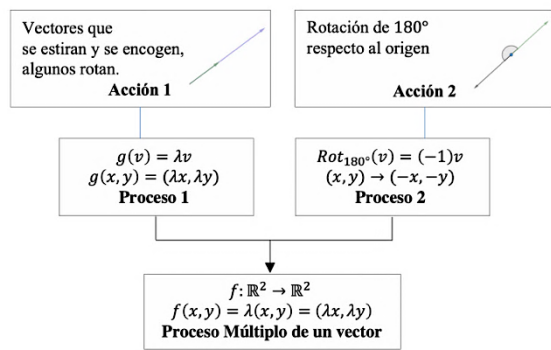 Vectores que
se estiran y se encogen,
algunos rotan.
Acción 1
Rotación de 180°
respecto al origen
Acción 2
g(v) = λv
g(x, y) = (λx, λy)
Proceso 1
Rot₁₈₀°(v) = (−1)v
(x, y) → (−x, −y)
Proceso 2
f: ℝ² → ℝ²
f(x, y) = λ(x, y) = (λx, λy)
Proceso Múltiplo de un vector